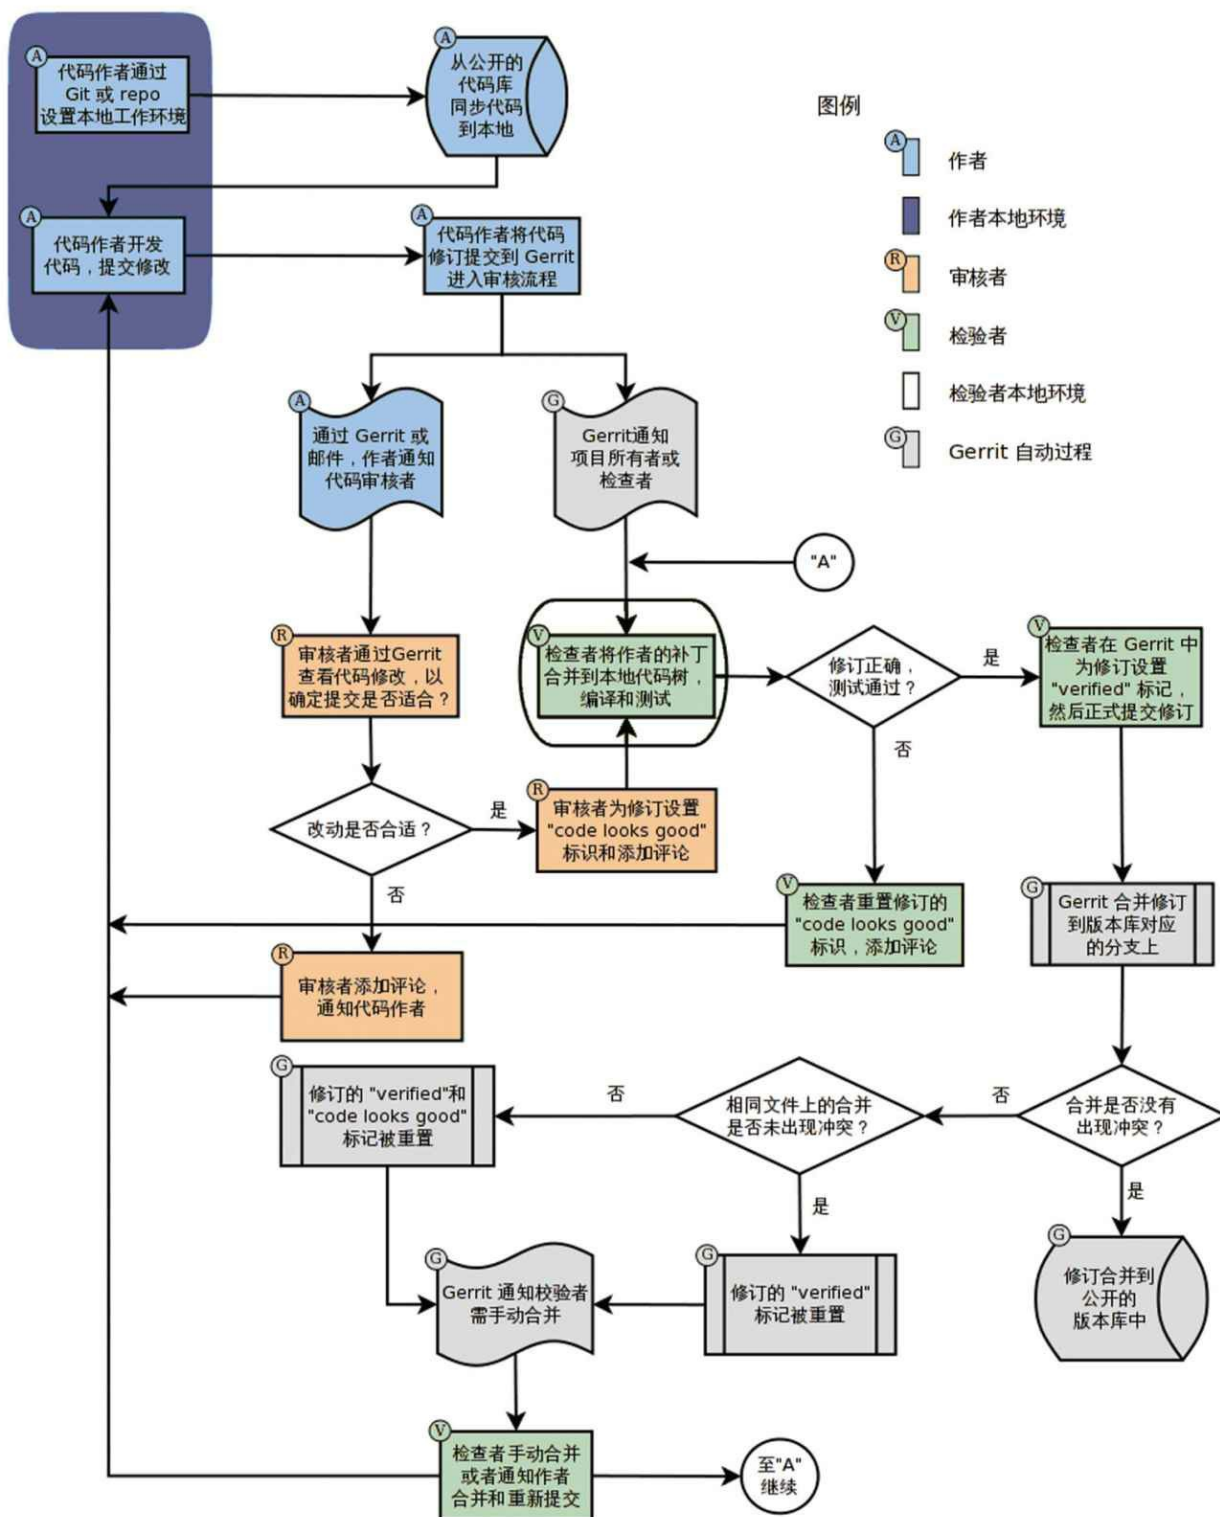 A
代码作者通过
Git 或 repo
设置本地工作环境
A
从公开的
代码库
同步代码
到本地
图例
A
作者
作者本地环境
R
审核者
V
检验者
检验者本地环境
G
Gerrit 自动过程
A
代码作者开发
代码，提交修改
A
代码作者将代码
修订提交到 Gerrit
进入审核流程
A
通过 Gerrit 或
邮件，作者通知
代码审核者
G
Gerrit通知
项目所有者或
检查者
"A"
R
审核者通过Gerrit
查看代码修改，以
确定提交是否适合？
V
检查者将作者的补丁
合并到本地代码树，
编译和测试
修订正确，
测试通过？
是
V
检查者在 Gerrit 中
为修订设置
"verified" 标记，
然后正式提交修订
否
改动是否合适？
是
R
审核者为修订设置
"code looks good"
标识和添加评论
否
V
检查者重置修订的
"code looks good"
标识，添加评论
G
Gerrit 合并修订
到版本库对应
的分支上
R
审核者添加评论，
通知代码作者
G
修订的 "verified"和
"code looks good"
标记被重置
否
相同文件上的合并
是否未出现冲突？
否
合并是否没有
出现冲突？
是
是
G
Gerrit 通知校验者
需手动合并
G
修订的 "verified"
标记被重置
G
修订合并到
公开的
版本库中
V
检查者手动合并
或者通知作者
合并和重新提交
至"A"
继续